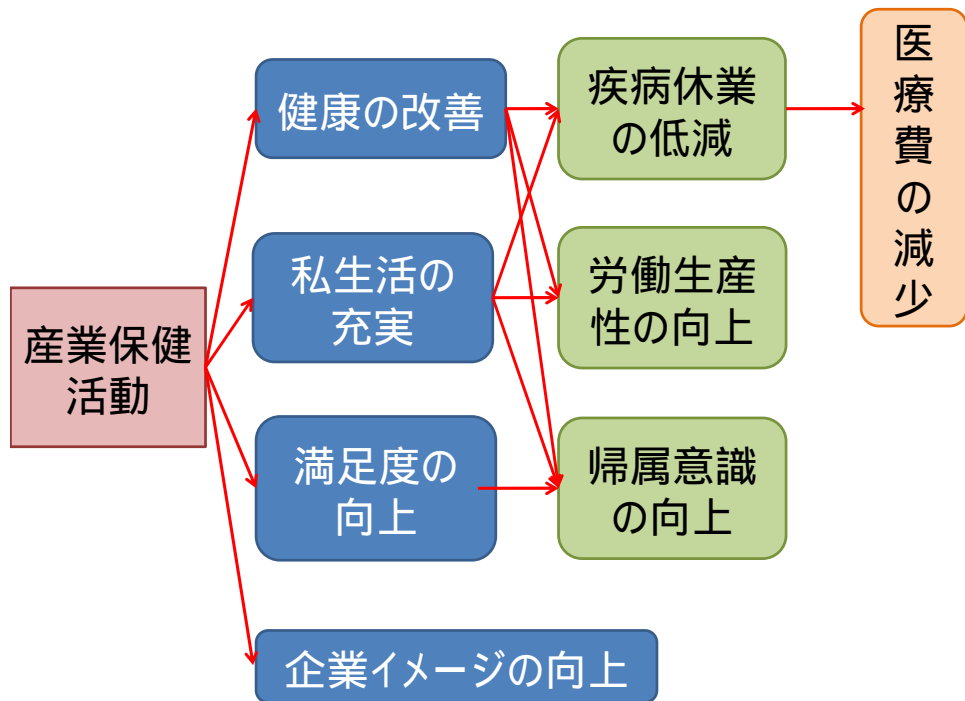 産業保健
活動
健康の改善
私生活の
充実
満足度の
向上
企業イメージの向上
疾病休業
の低減
労働生産
性の向上
帰属意識
の向上
医療費の減少